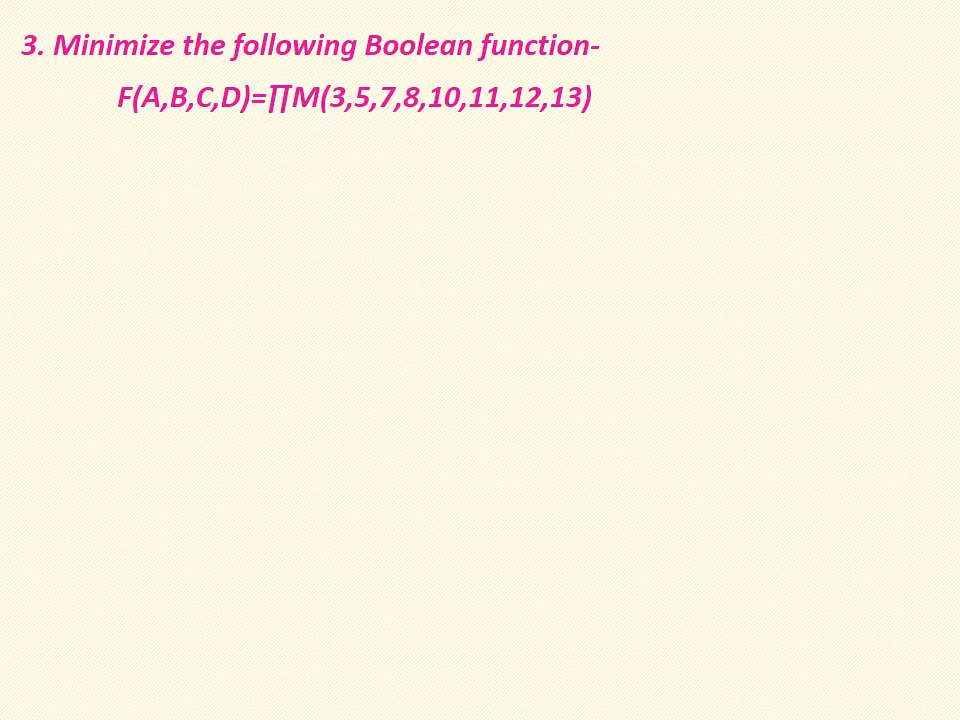 3. Minimize the following Boolean function-
F(A,B,C,D)=∏M(3,5,7,8,10,11,12,13)